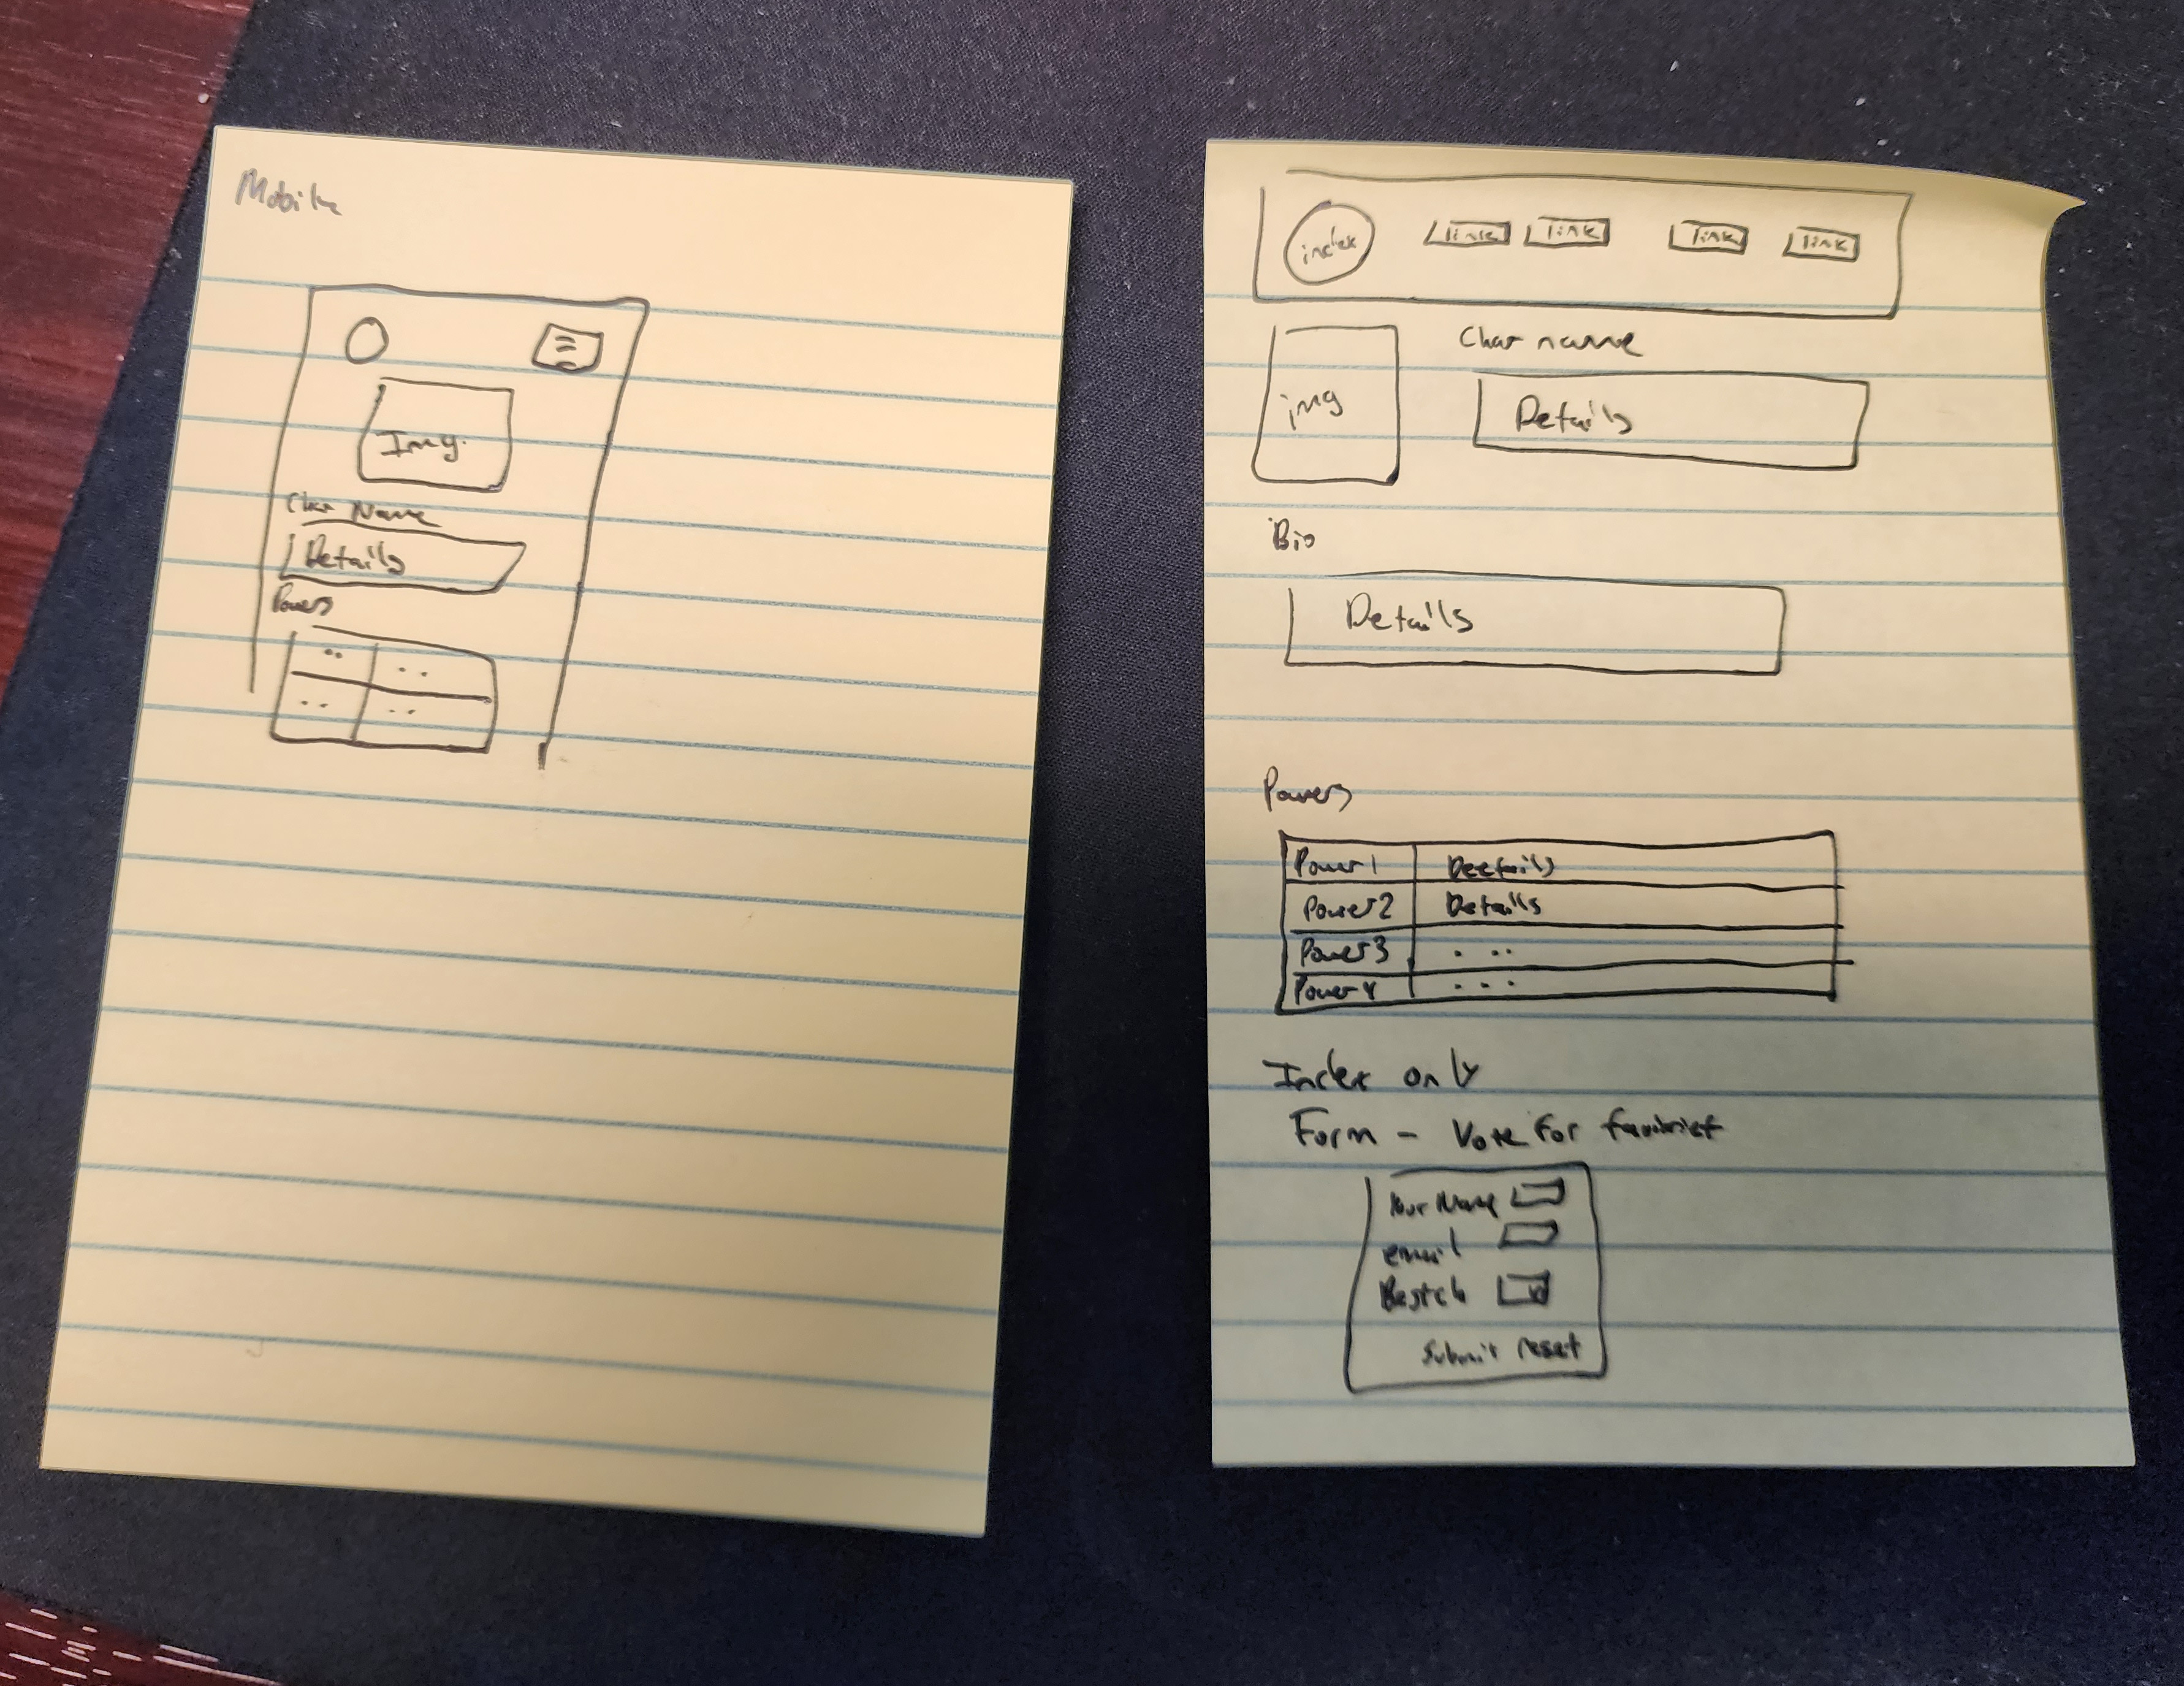 Mobile
Img.
Char Name
Details
Powers
.. ..
.. ..
index link link link link
Char name
img
Details
Bio
Details
Powers
Power 1 Deetails
Power 2 Details
Power 3 . ..
Power 4 ...
Index only
Form - Vote for
Your Name
email
Best ch
Submit reset